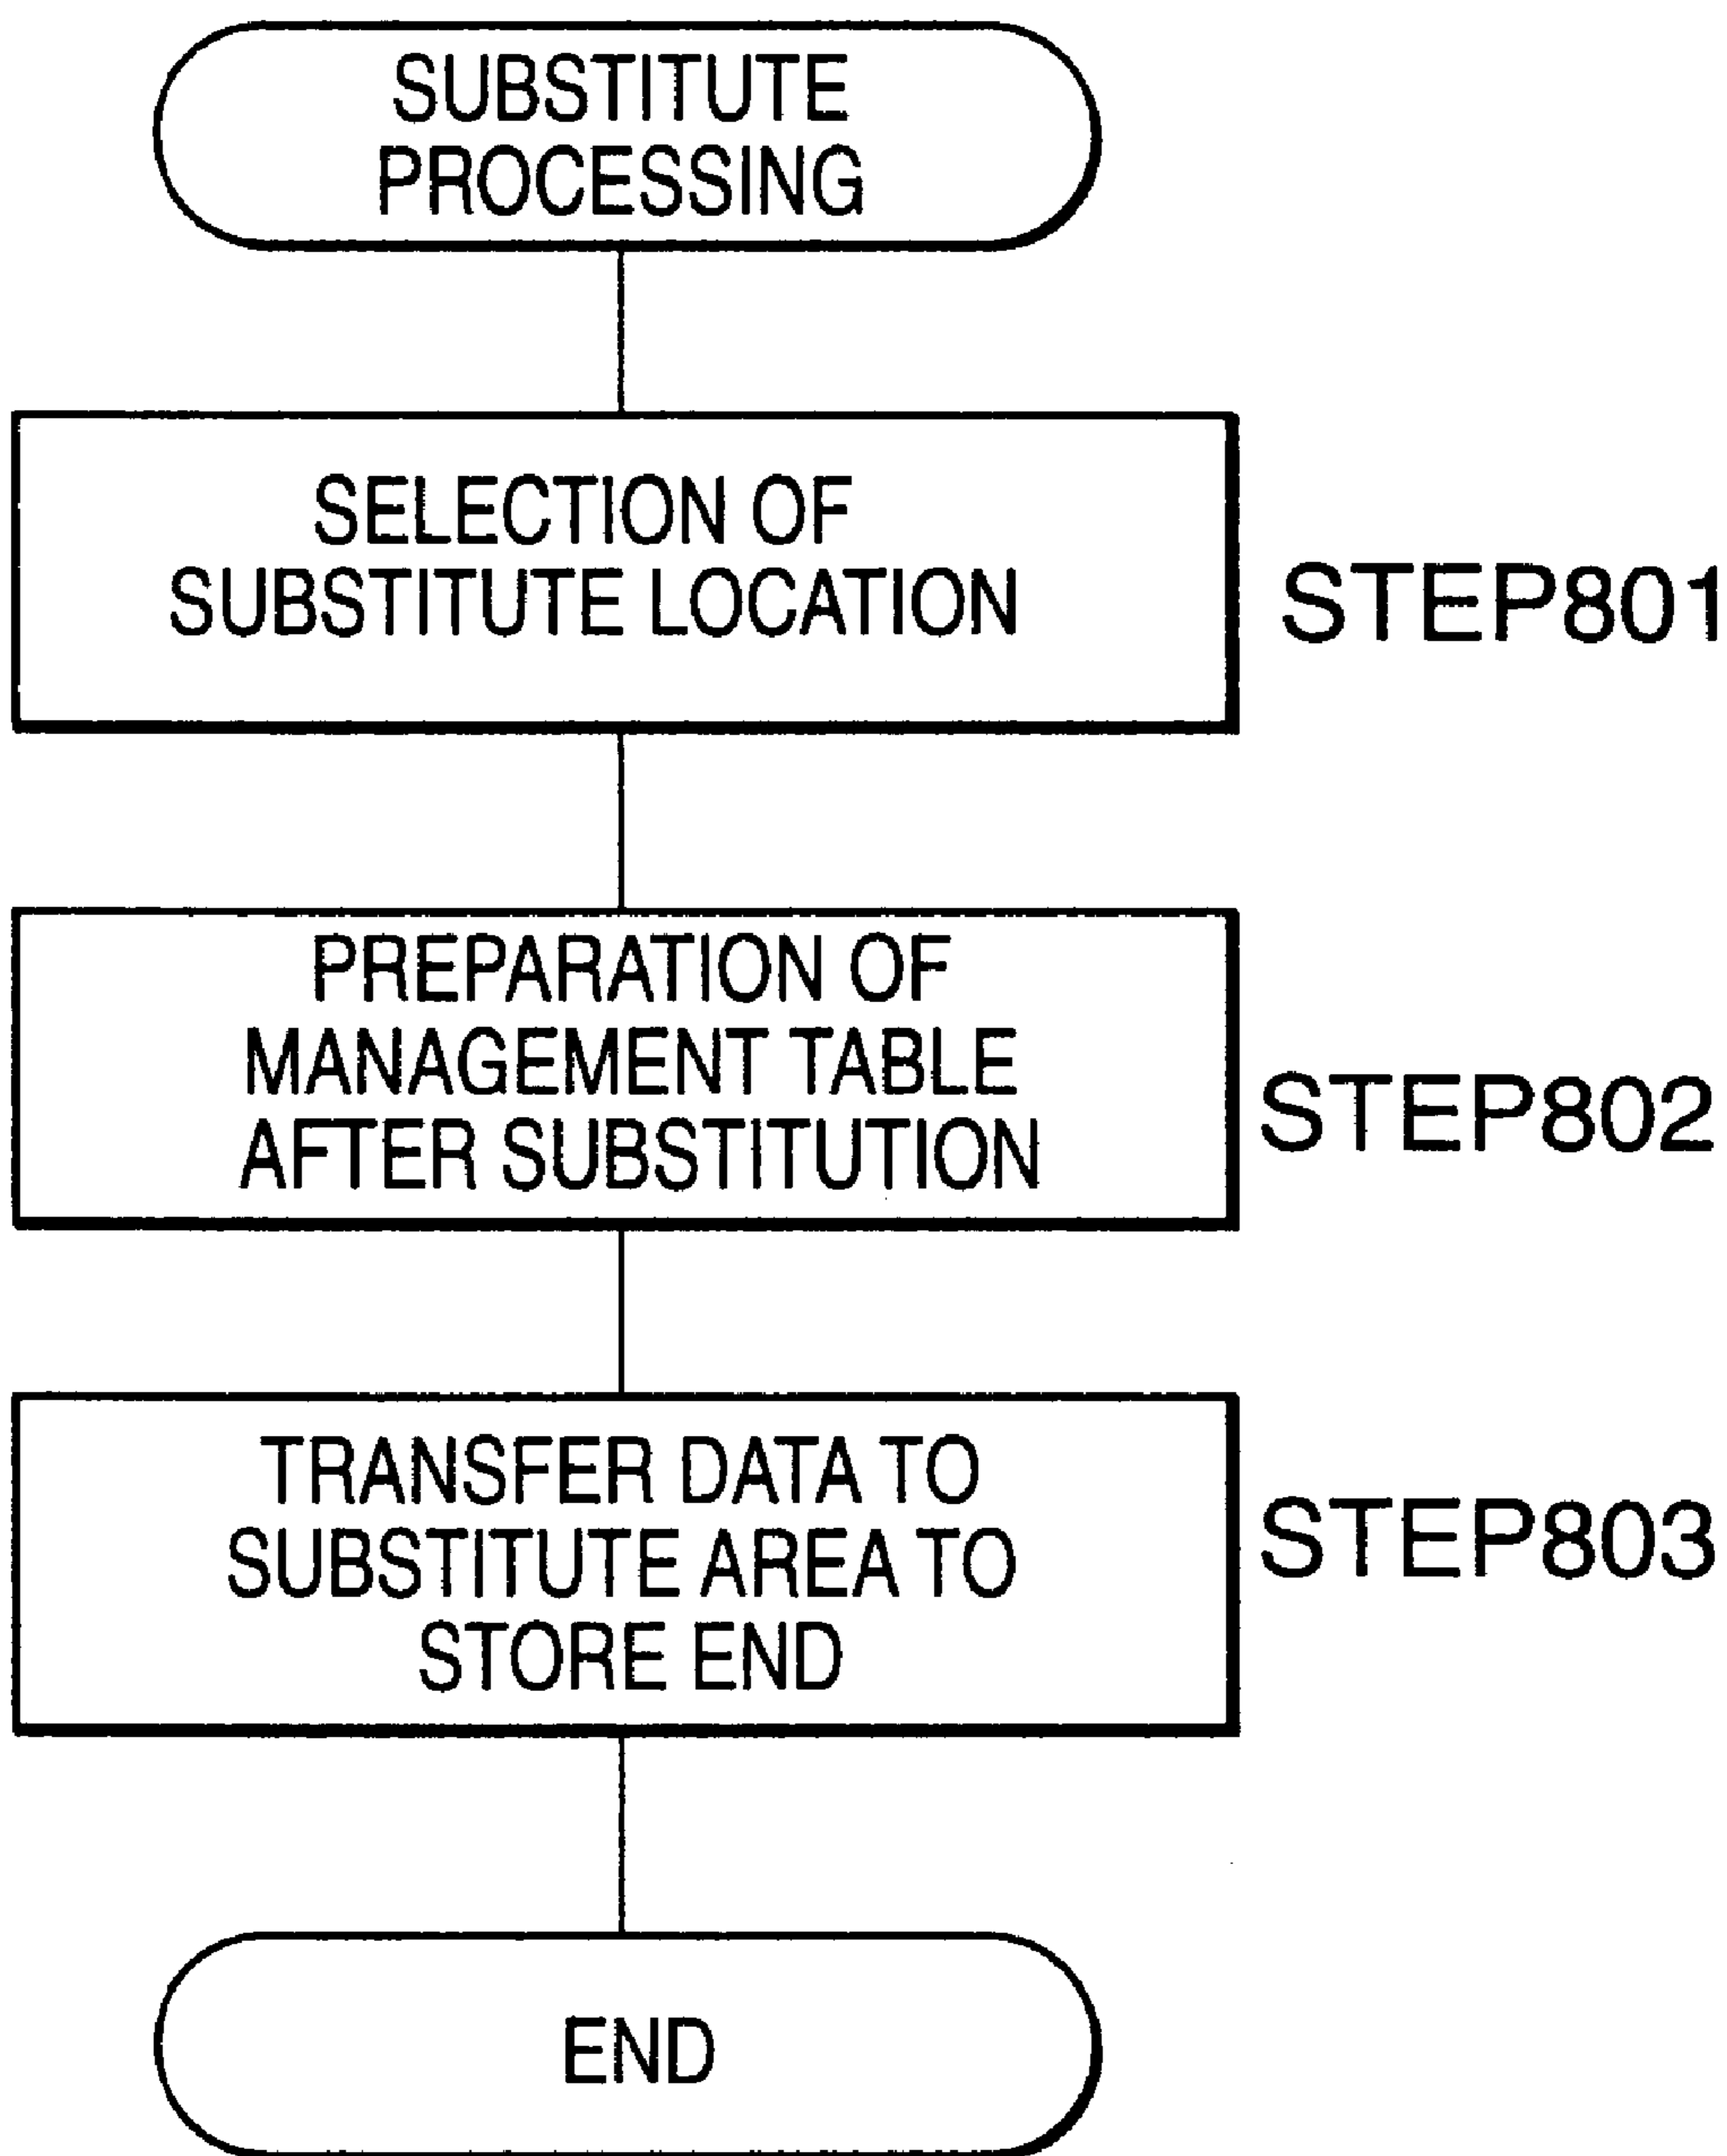 SUBSTITUTE
PROCESSING
SELECTION OF
SUBSTITUTE LOCATION
STEP801
PREPARATION OF
MANAGEMENT TABLE
AFTER SUBSTITUTION
STEP802
TRANSFER DATA TO
SUBSTITUTE AREA TO
STORE END
STEP803
END